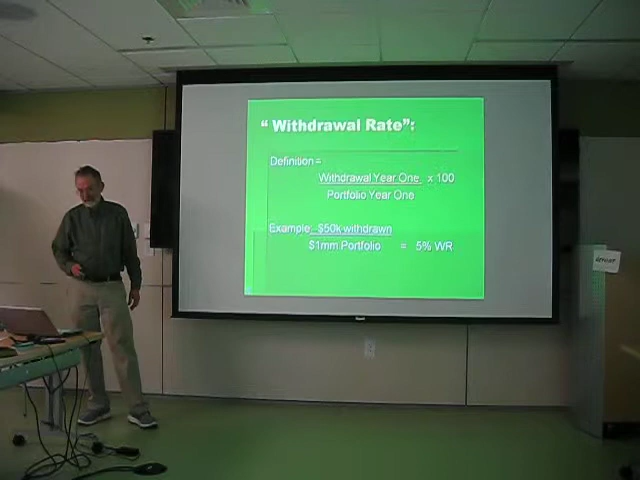 “ Withdrawal Rate”:
Definition =
Withdrawal Year One x 100
Portfolio Year One
Example: $50k withdrawn
$1mm Portfolio = 5% WR